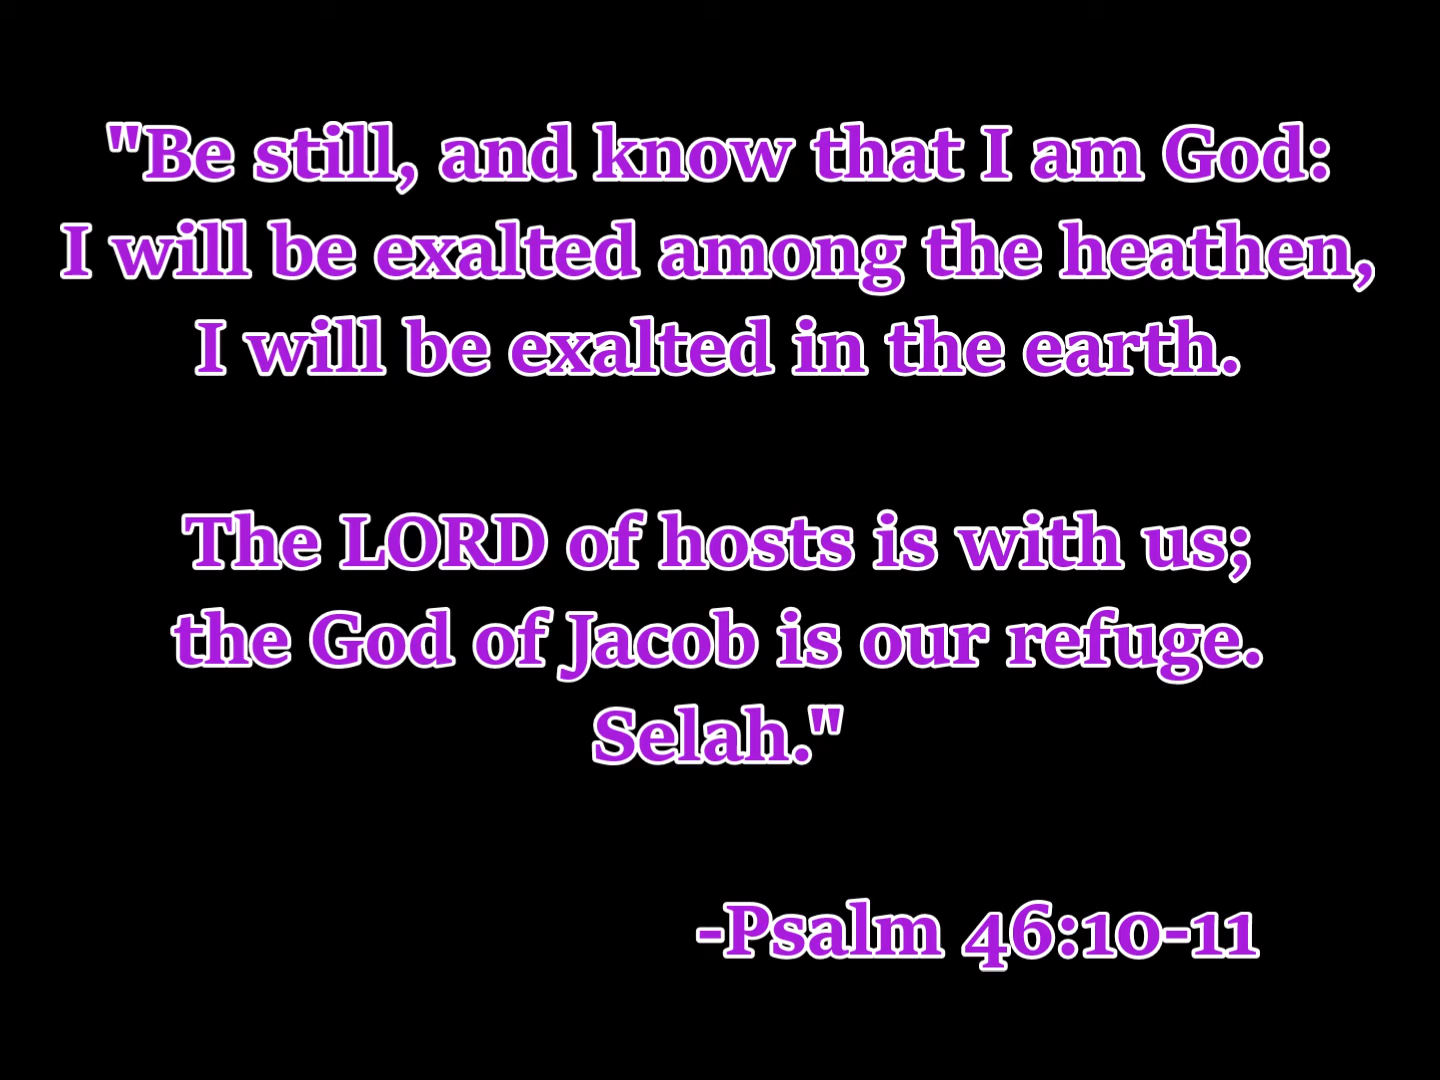 "Be still, and know that I am God:
I will be exalted among the heathen,
I will be exalted in the earth.
The LORD of hosts is with us;
the God of Jacob is our refuge.
Selah."
-Psalm 46:10-11